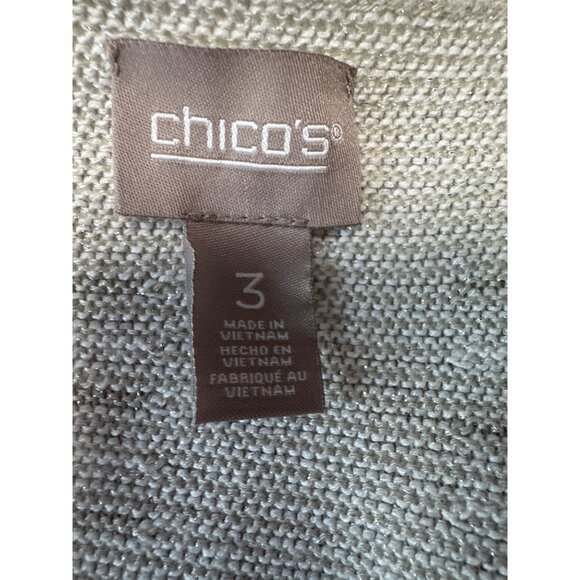 chico's®
3
MADE IN
VIETNAM
HECHO EN
VIETNAM
FABRIQUÉ AU
VIETNAM